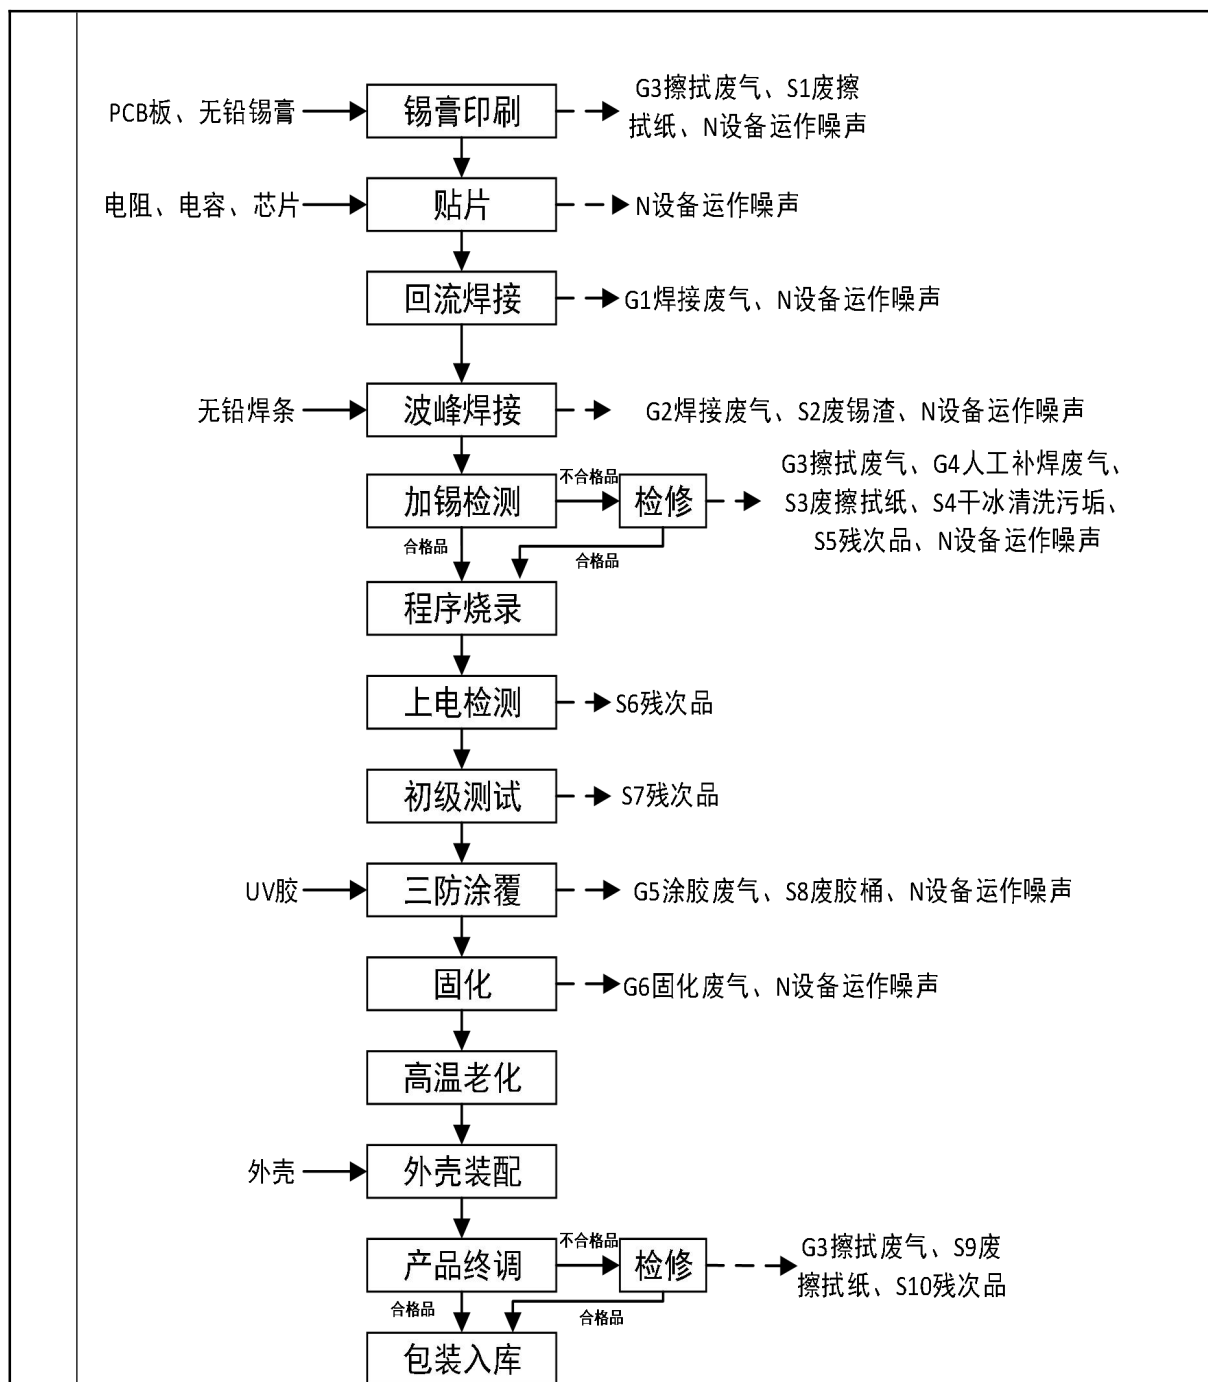 PCB板、无铅锡膏
锡膏印刷
G3擦拭废气、S1废擦
拭纸、N设备运作噪声
电阻、电容、芯片
贴片
N设备运作噪声
回流焊接
G1焊接废气、N设备运作噪声
无铅焊条
波峰焊接
G2焊接废气、S2废锡渣、N设备运作噪声
加锡检测
不合格品
检修
G3擦拭废气、G4人工补焊废气、
S3废擦拭纸、S4干冰清洗污垢、
S5残次品、N设备运作噪声
合格品
合格品
程序烧录
上电检测
S6残次品
初级测试
S7残次品
UV胶
三防涂覆
G5涂胶废气、S8废胶桶、N设备运作噪声
固化
G6固化废气、N设备运作噪声
高温老化
外壳
外壳装配
产品终调
不合格品
检修
G3擦拭废气、S9废
擦拭纸、S10残次品
合格品
合格品
包装入库